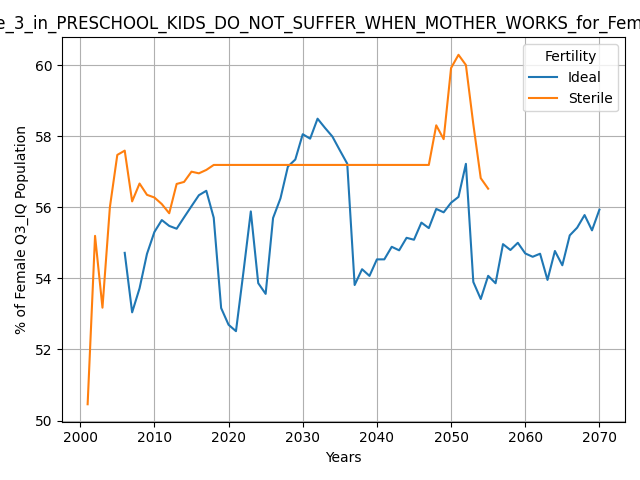 e_3_in_PRESCHOOL_KIDS_DO_NOT_SUFFER_WHEN_MOTHER_WORKS_for_Fem
Fertility
Ideal
Sterile
% of Female Q3_IQ Population
60
58
56
54
52
50
2000 2010 2020 2030 2040 2050 2060 2070
Years